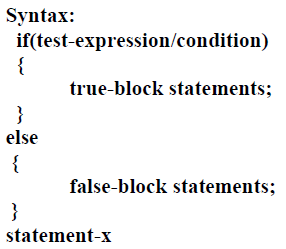 Syntax:
if(test-expression/condition)
{
true-block statements;
}
else
{
false-block statements;
}
statement-x